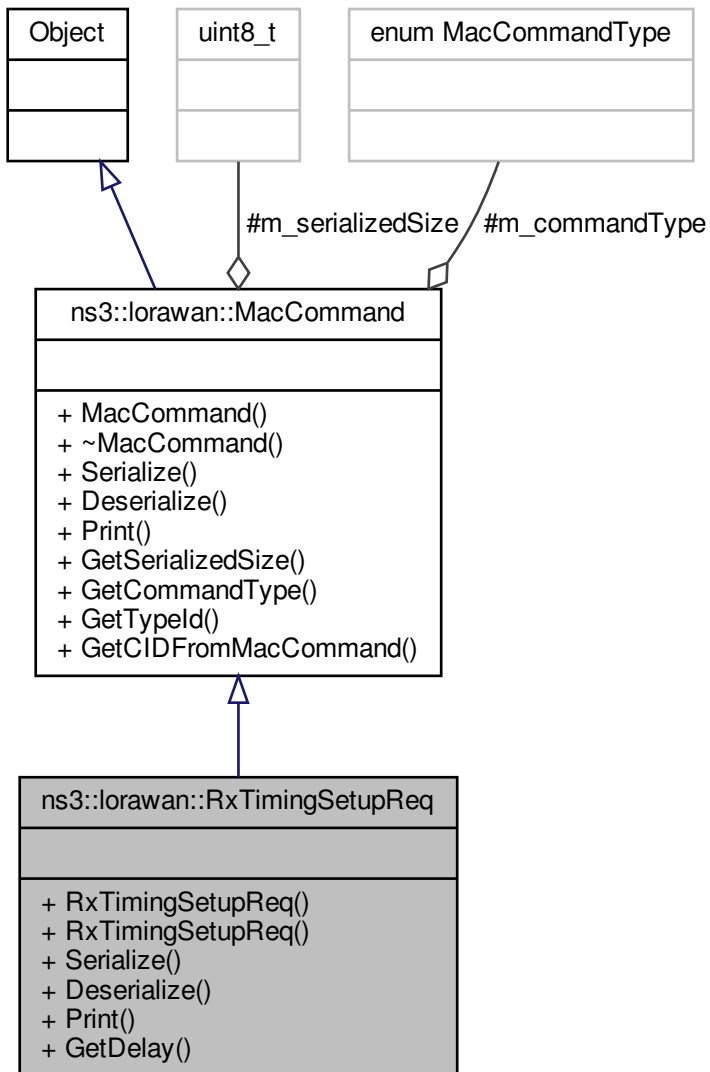 Object
uint8_t
enum MacCommandType
#m_serializedSize
#m_commandType
ns3::lorawan::MacCommand
+ MacCommand()
+ ~MacCommand()
+ Serialize()
+ Deserialize()
+ Print()
+ GetSerializedSize()
+ GetCommandType()
+ GetTypeId()
+ GetCIDFromMacCommand()
ns3::lorawan::RxTimingSetupReq
+ RxTimingSetupReq()
+ RxTimingSetupReq()
+ Serialize()
+ Deserialize()
+ Print()
+ GetDelay()